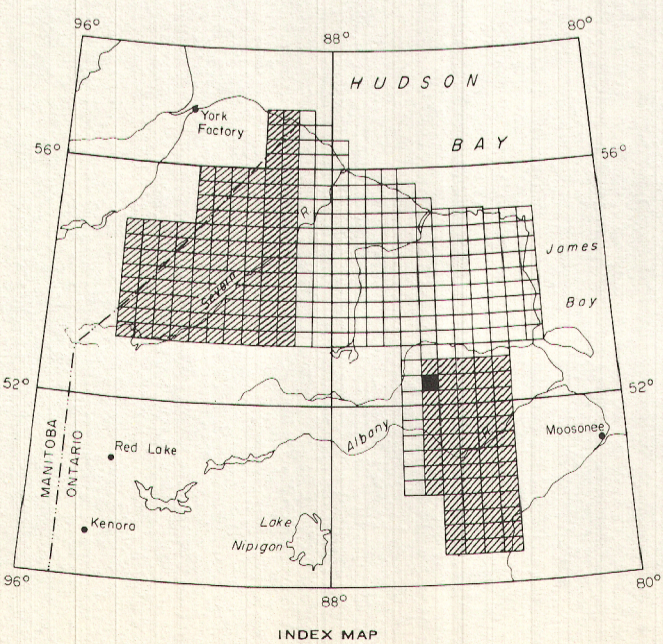 96°
88°
80°
HUDSON
BAY
York
Factory
56°
56°
R.
Severn
James
Bay
52°
52°
Albany
R
Moosonee
MANITOBA
ONTARIO
Red Lake
Kenora
Lake
Nipigon
96°
88°
80°
INDEX MAP